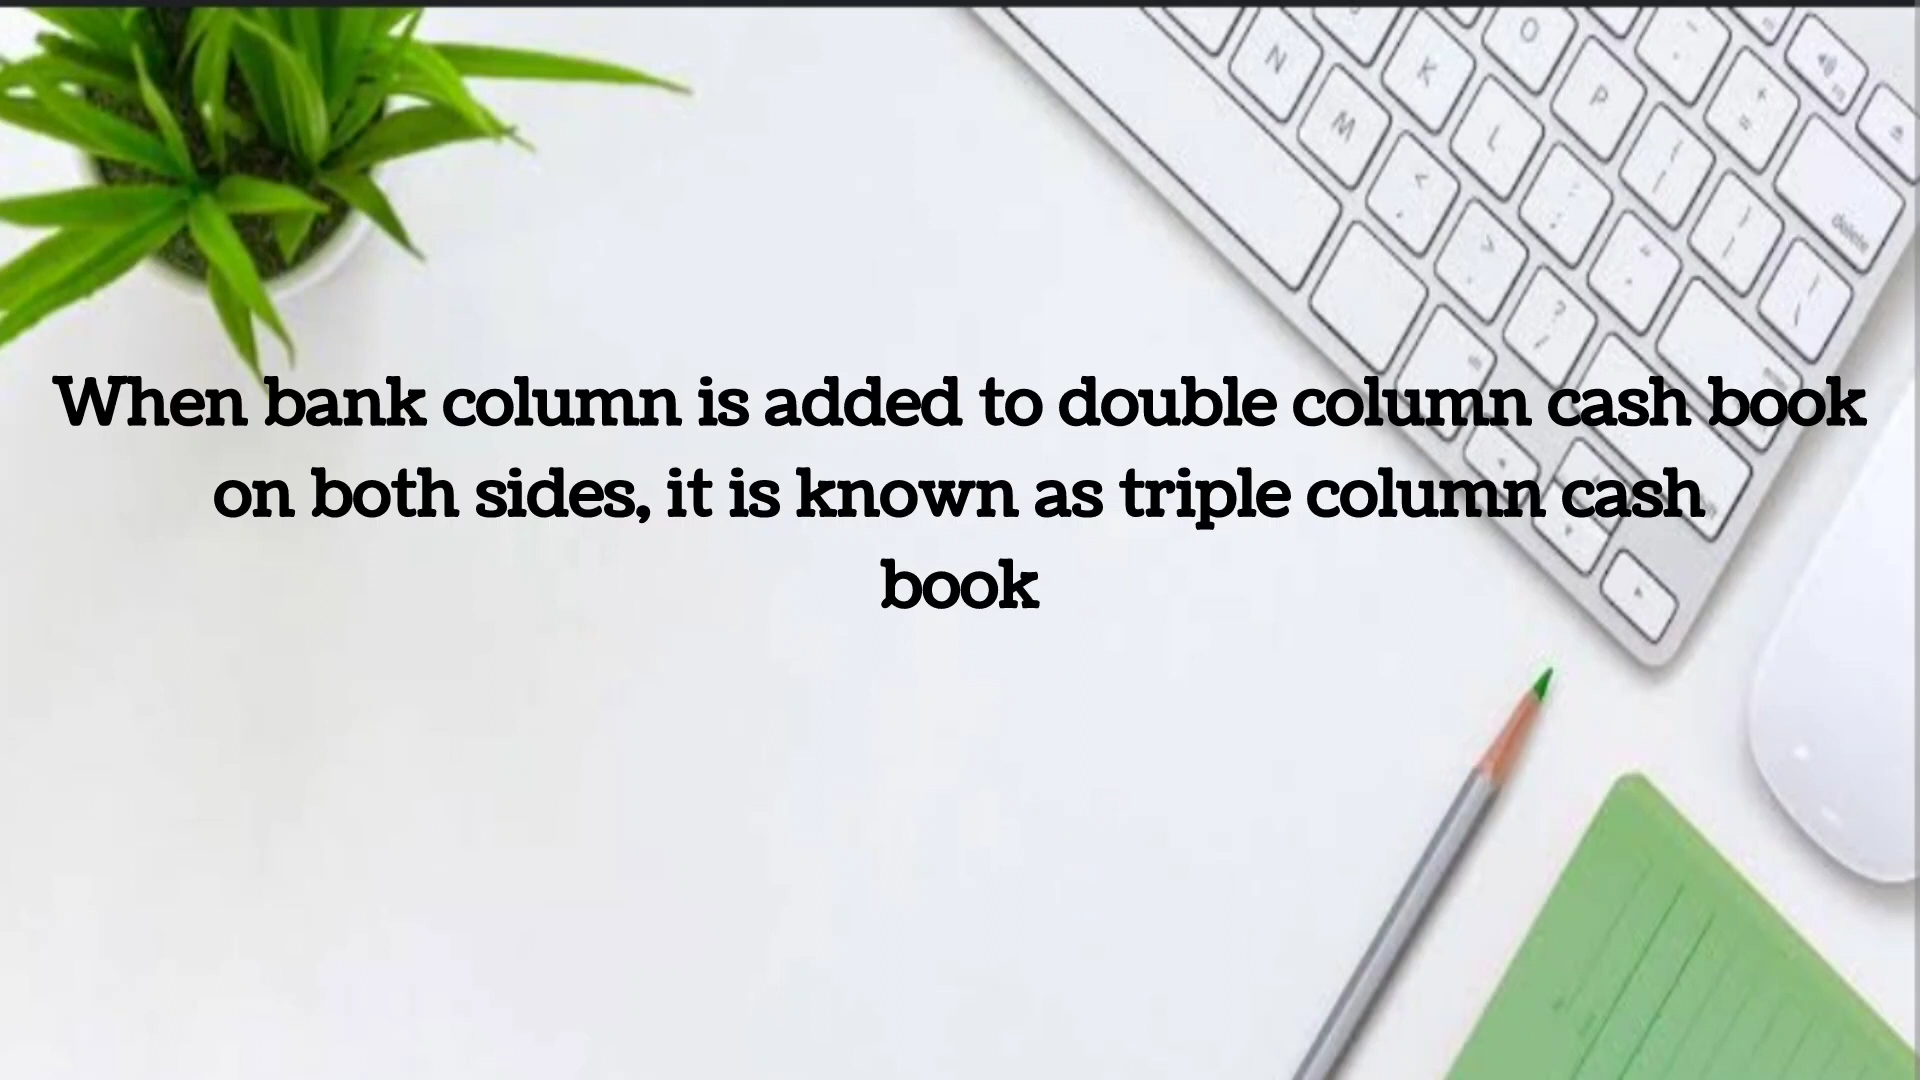 When bank column is added to double column cash book
on both sides, it is known as triple column cash
book
N
K
O
M
L
P
delete